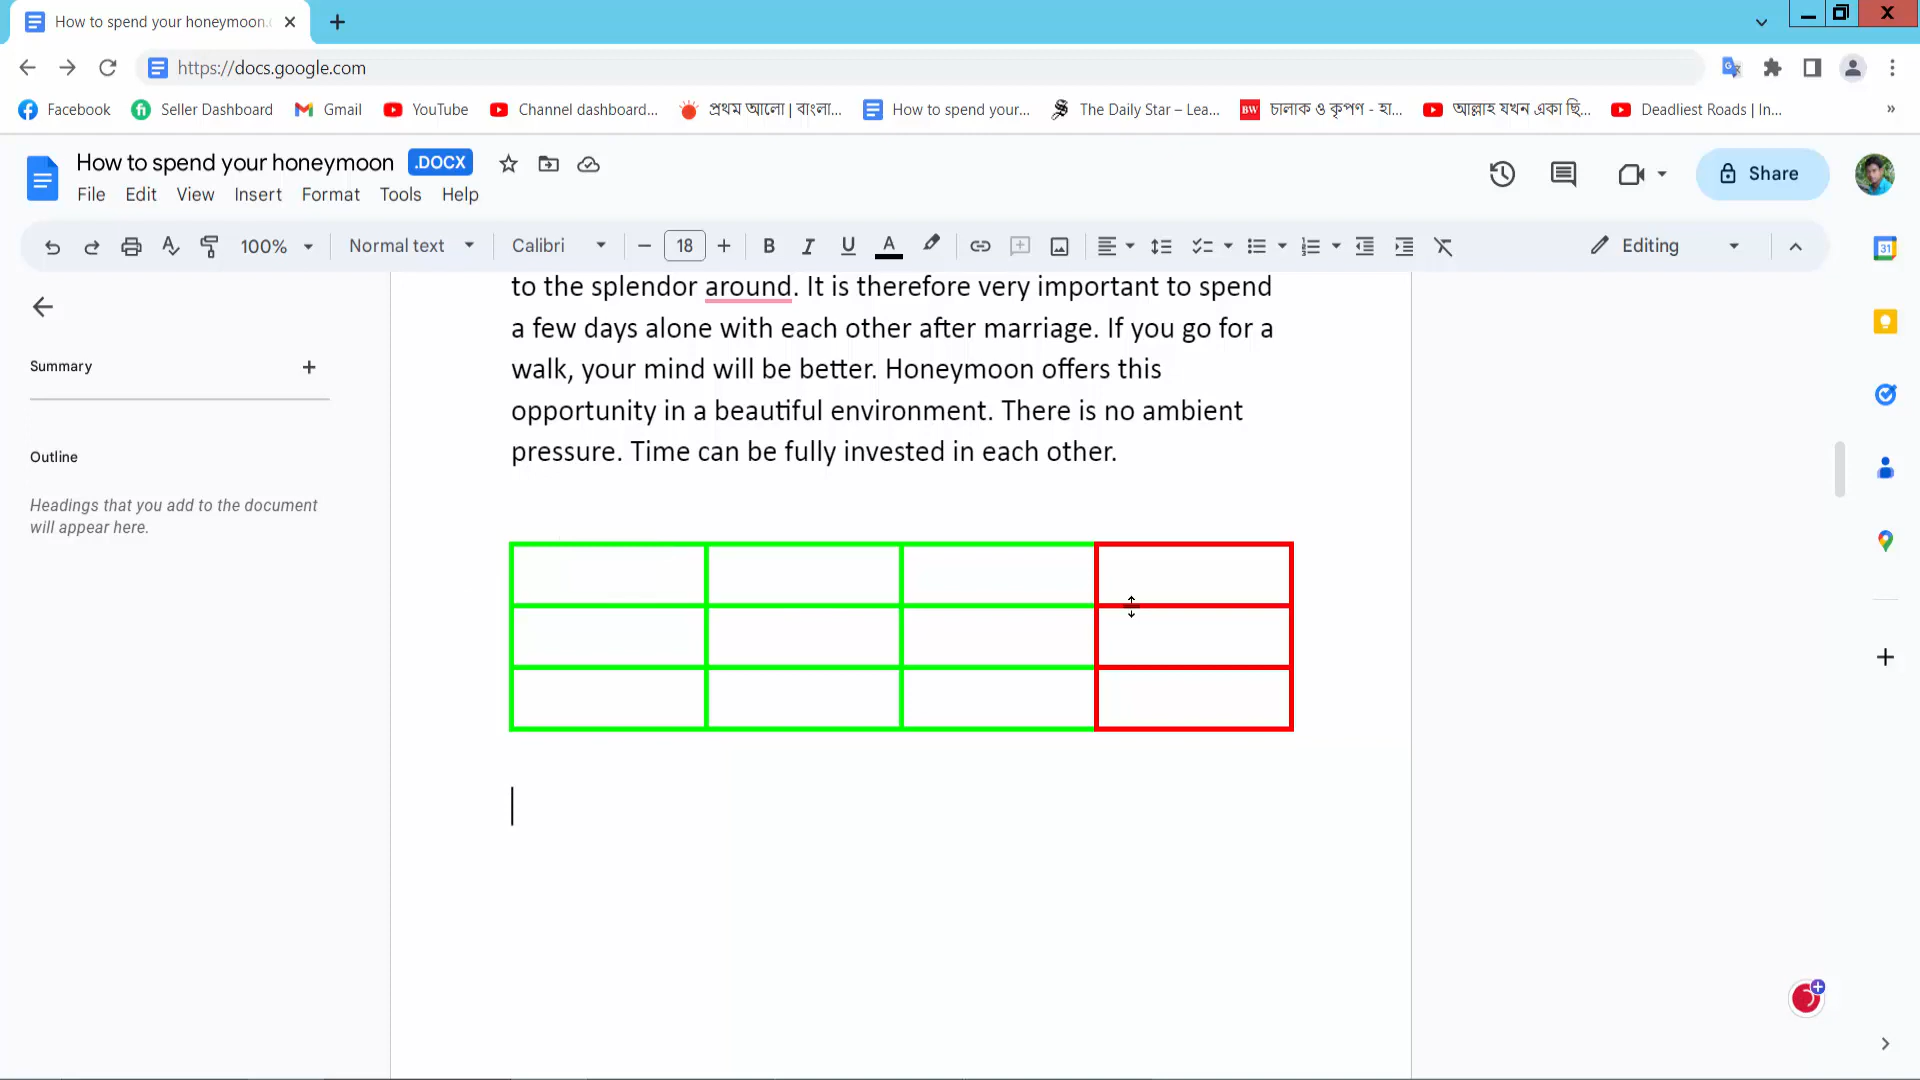 How to spend your honeymoon.
https://docs.google.com
Facebook
Seller Dashboard
Gmail
YouTube
Channel dashboard...
প্রথম আলো | বাংলা...
How to spend your...
The Daily Star – Lea...
BW চালাক ও কৃপণ - হা...
আল্লাহ যখন একা ছি...
Deadliest Roads | In...
»
How to spend your honeymoon .DOCX
File Edit View Insert Format Tools Help
Share
100% Normal text Calibri 18 B I U A Editing
31
Summary
Outline
Headings that you add to the document
will appear here.
to the splendor around. It is therefore very important to spend
a few days alone with each other after marriage. If you go for a
walk, your mind will be better. Honeymoon offers this
opportunity in a beautiful environment. There is no ambient
pressure. Time can be fully invested in each other.